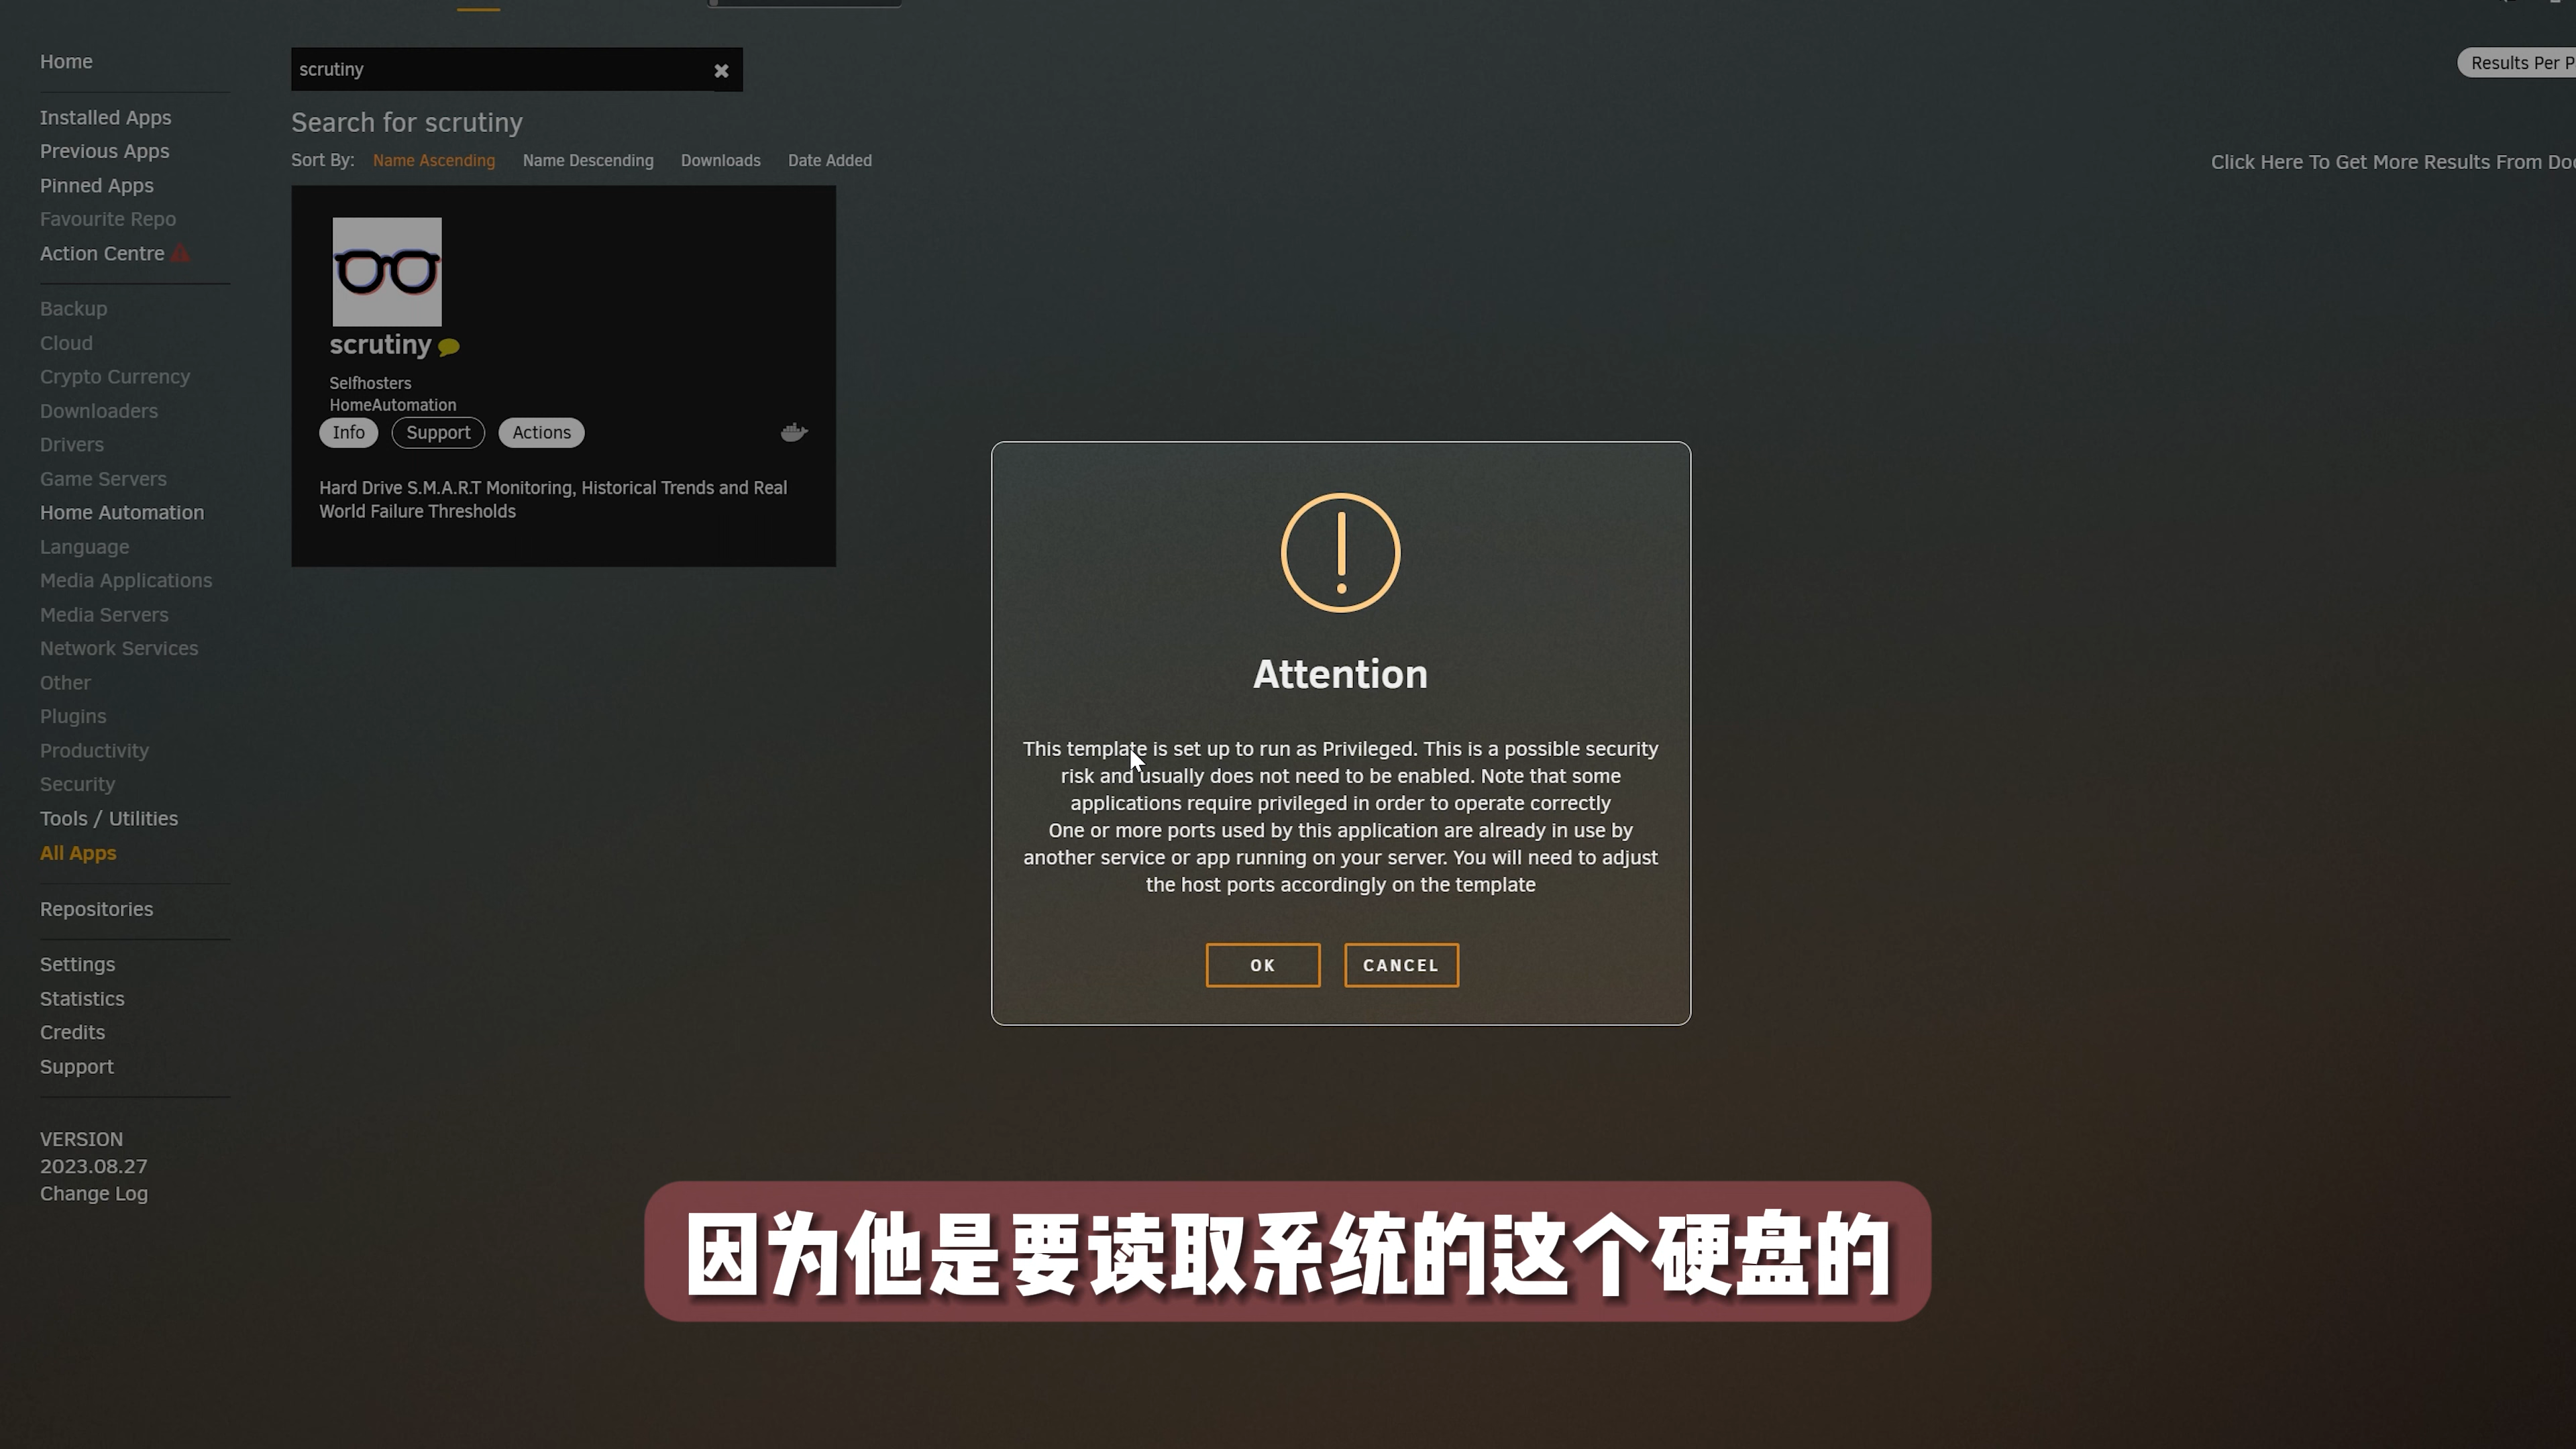 Home
Installed Apps
Previous Apps
Pinned Apps
Favourite Repo
Action Centre
Backup
Cloud
Crypto Currency
Downloaders
Drivers
Game Servers
Home Automation
Language
Media Applications
Media Servers
Network Services
Other
Plugins
Productivity
Security
Tools / Utilities
All Apps
Repositories
Settings
Statistics
Credits
Support
VERSION
2023.08.27
Change Log
scrutiny
Search for scrutiny
Sort By: Name Ascending Name Descending Downloads Date Added
Results Per P
Click Here To Get More Results From Doc
scrutiny
Selfhosters
HomeAutomation
Info Support Actions
Hard Drive S.M.A.R.T Monitoring, Historical Trends and Real
World Failure Thresholds
Attention
This template is set up to run as Privileged. This is a possible security
risk and usually does not need to be enabled. Note that some
applications require privileged in order to operate correctly
One or more ports used by this application are already in use by
another service or app running on your server. You will need to adjust
the host ports accordingly on the template
OK CANCEL
因为他是要读取系统的这个硬盘的